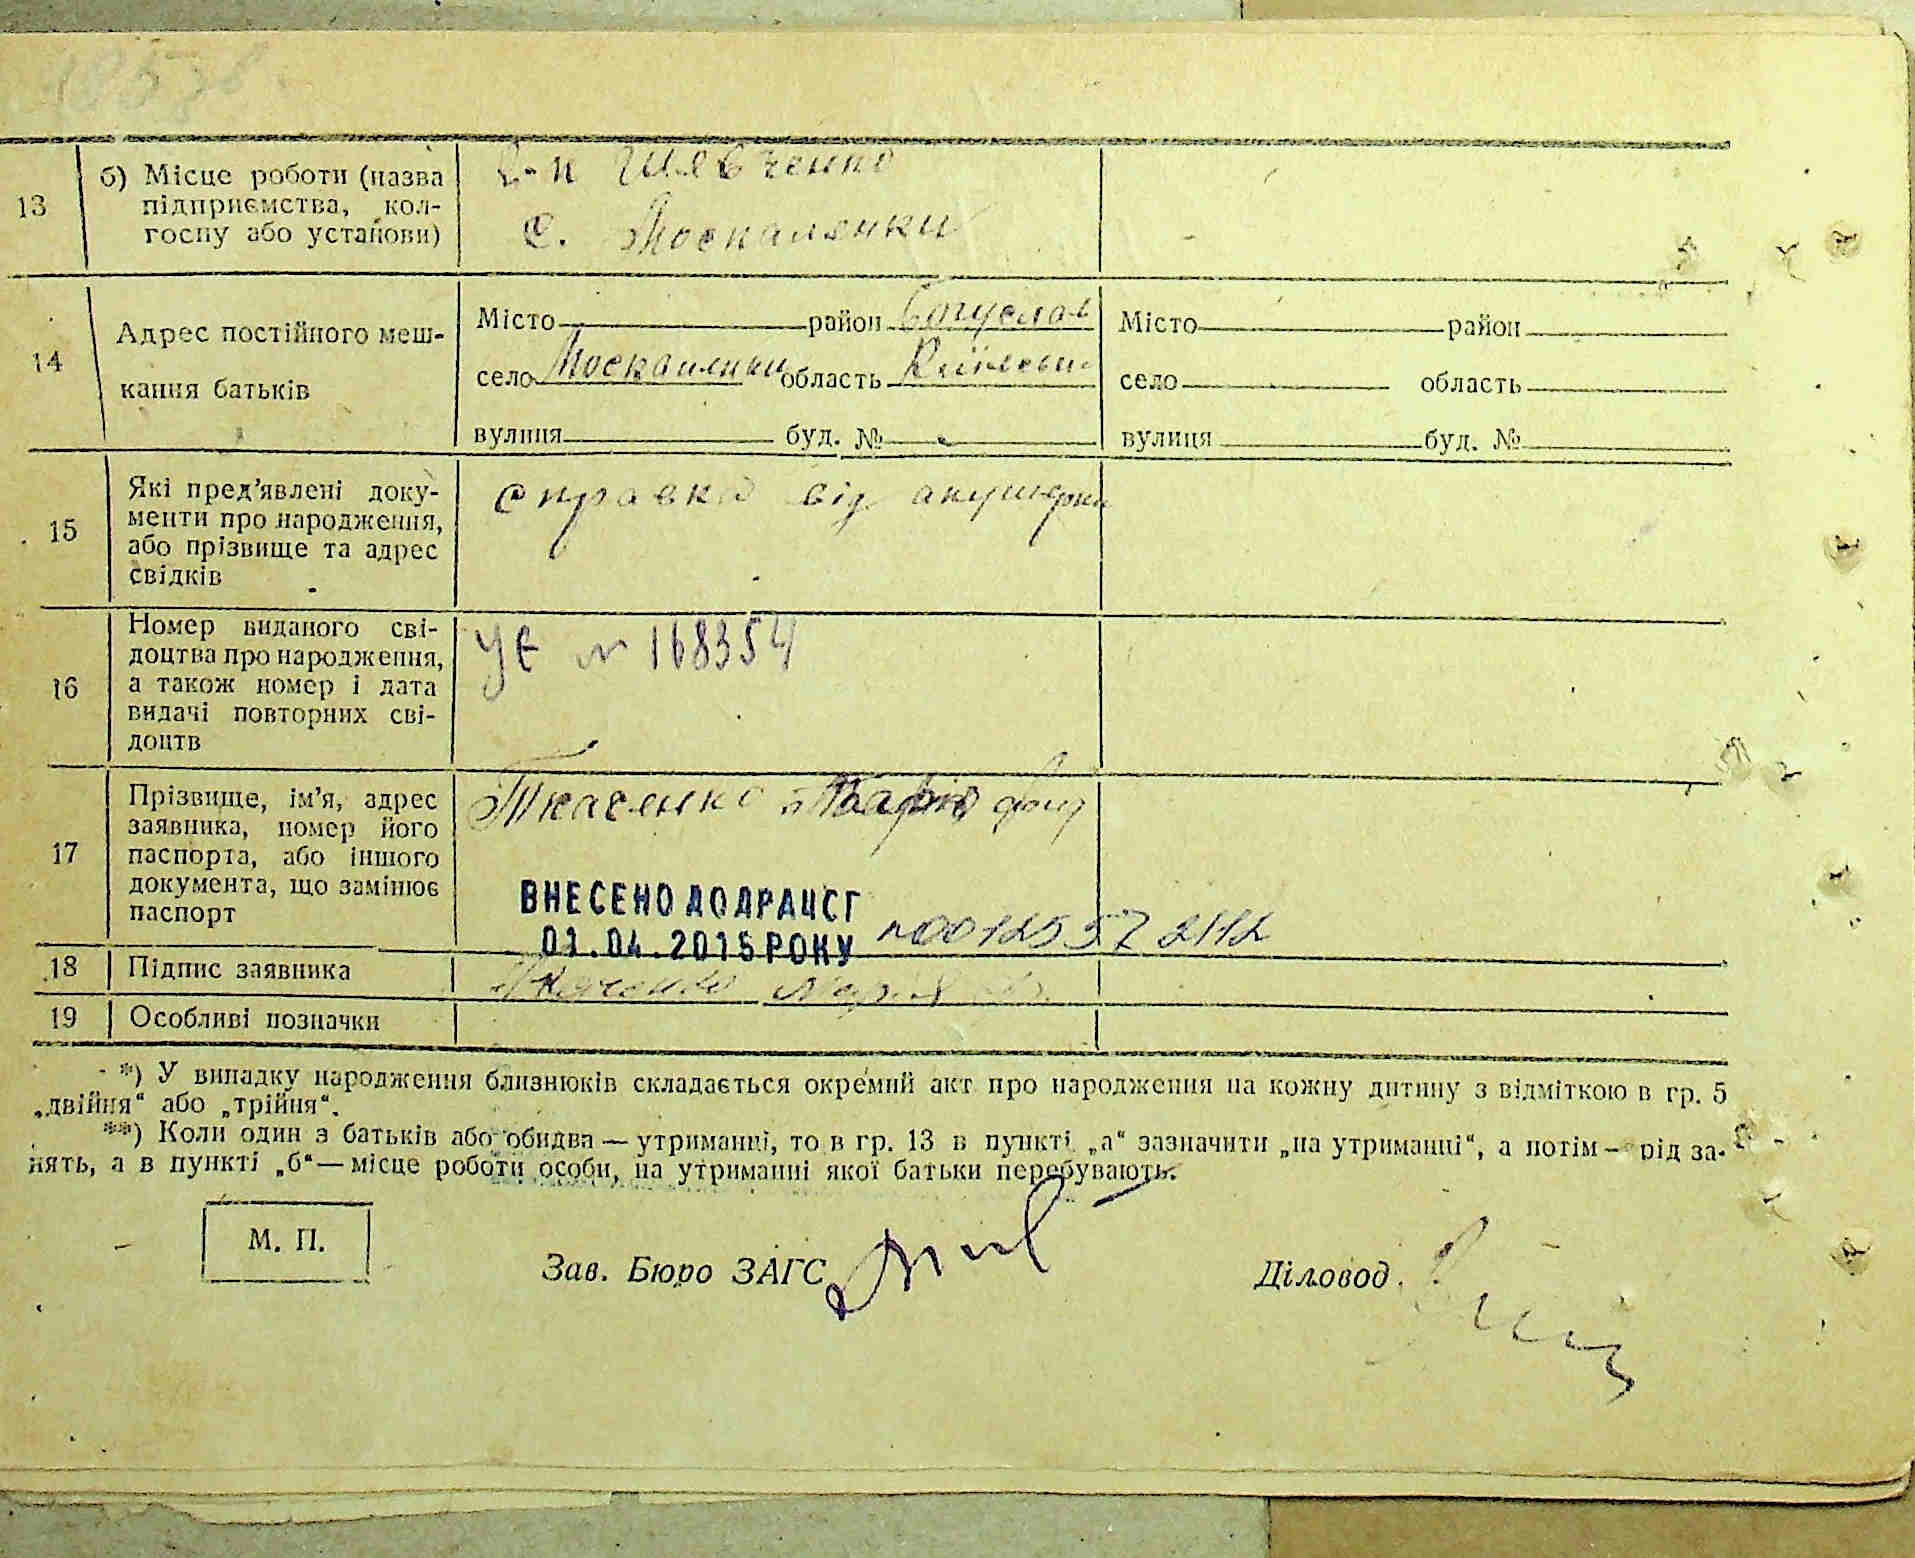 13
б) Місце роботи (назва
підприємства, кол-
госпу або установи)
к-п Шевченко
с. Москаленки
14
Адрес постійного меш-
кання батьків
Місто район Богуслав
село Москаленки область Київськ
вулиця буд. №
Місто район
село область
вулиця буд. №
15
Які пред’явлені доку-
менти про народження,
або прізвище та адрес
свідків
справка від акушерки
16
Номер виданого сві-
доцтва про народження,
а також номер і дата
видачі повторних сві-
доцтв
УЕ № 168354
17
Прізвище, ім’я, адрес
заявника, номер його
паспорта, або іншого
документа, що замінює
паспорт
Ткаченко Марія
ВНЕСЕНО ДО ДРАЦСГ
01.04.2015 РОКУ №00125572112
18
Підпис заявника
Ткаченко Мария
19
Особливі позначки
*) У випадку народження близнюків складається окремий акт про народження на кожну дитину з відміткою в гр. 5
„двійня“ або „трійня“.
**) Коли один з батьків або обидва — утриманці, то в гр. 13 в пункті „а“ зазначити „на утриманні“, а потім — рід за-
нять, а в пункті „б“ — місце роботи особи, на утриманні якої батьки перебувають.
М. П.
Зав. Бюро ЗАГС
Діловод